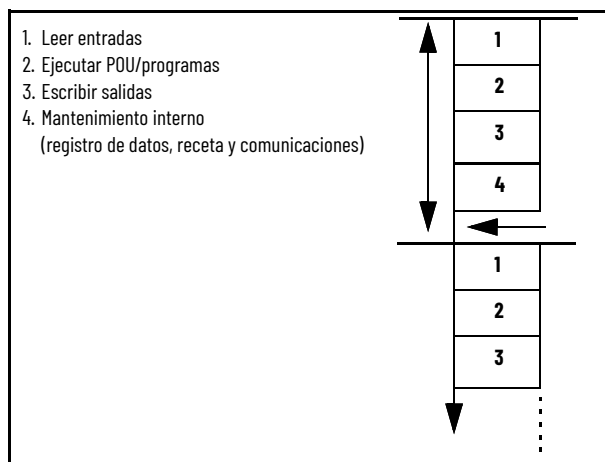 1. Leer entradas
2. Ejecutar POU/programas
3. Escribir salidas
4. Mantenimiento interno
(registro de datos, receta y comunicaciones)
1
2
3
4
1
2
3